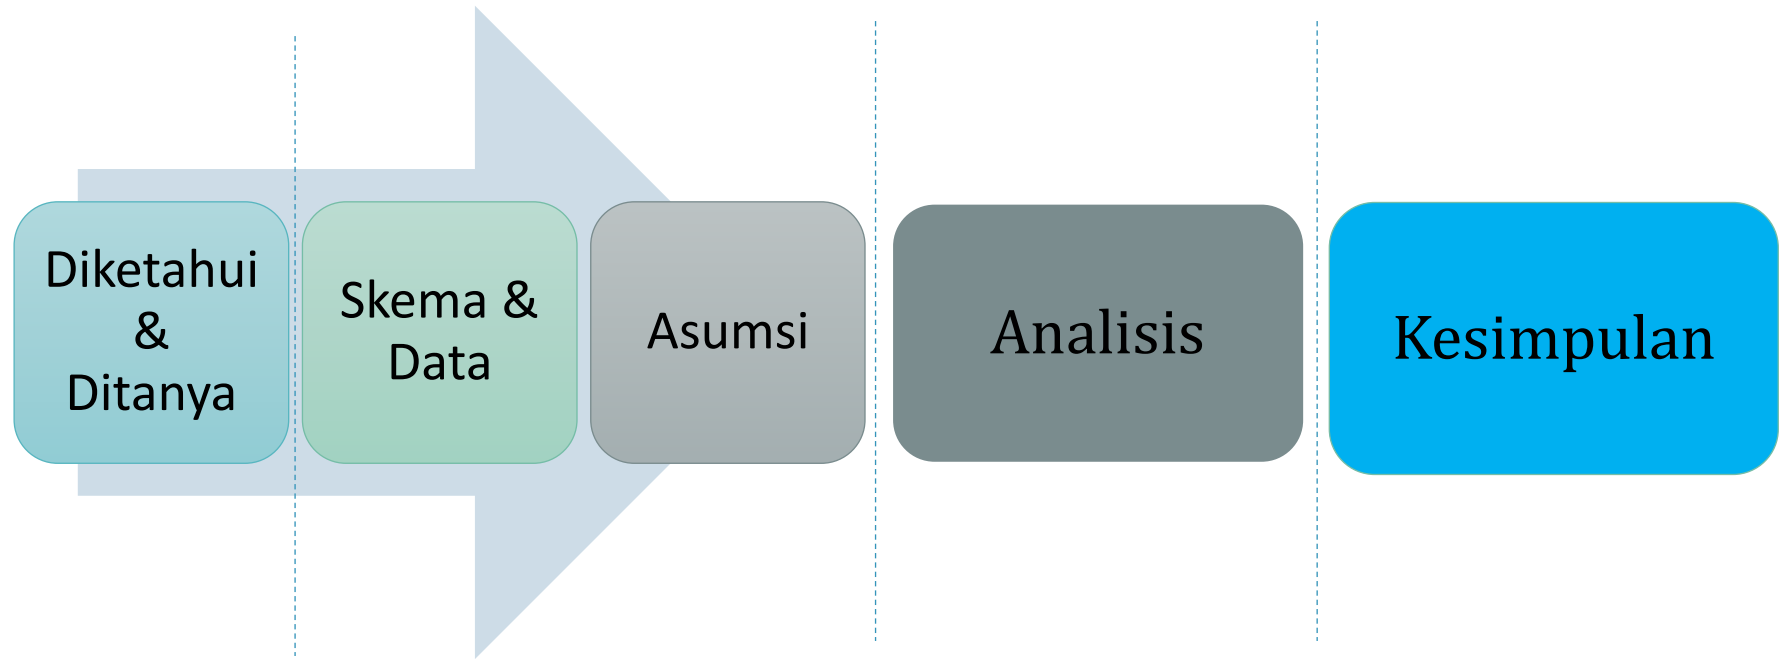 Diketahui
&
Ditanya
Skema &
Data
Asumsi
Analisis
Kesimpulan